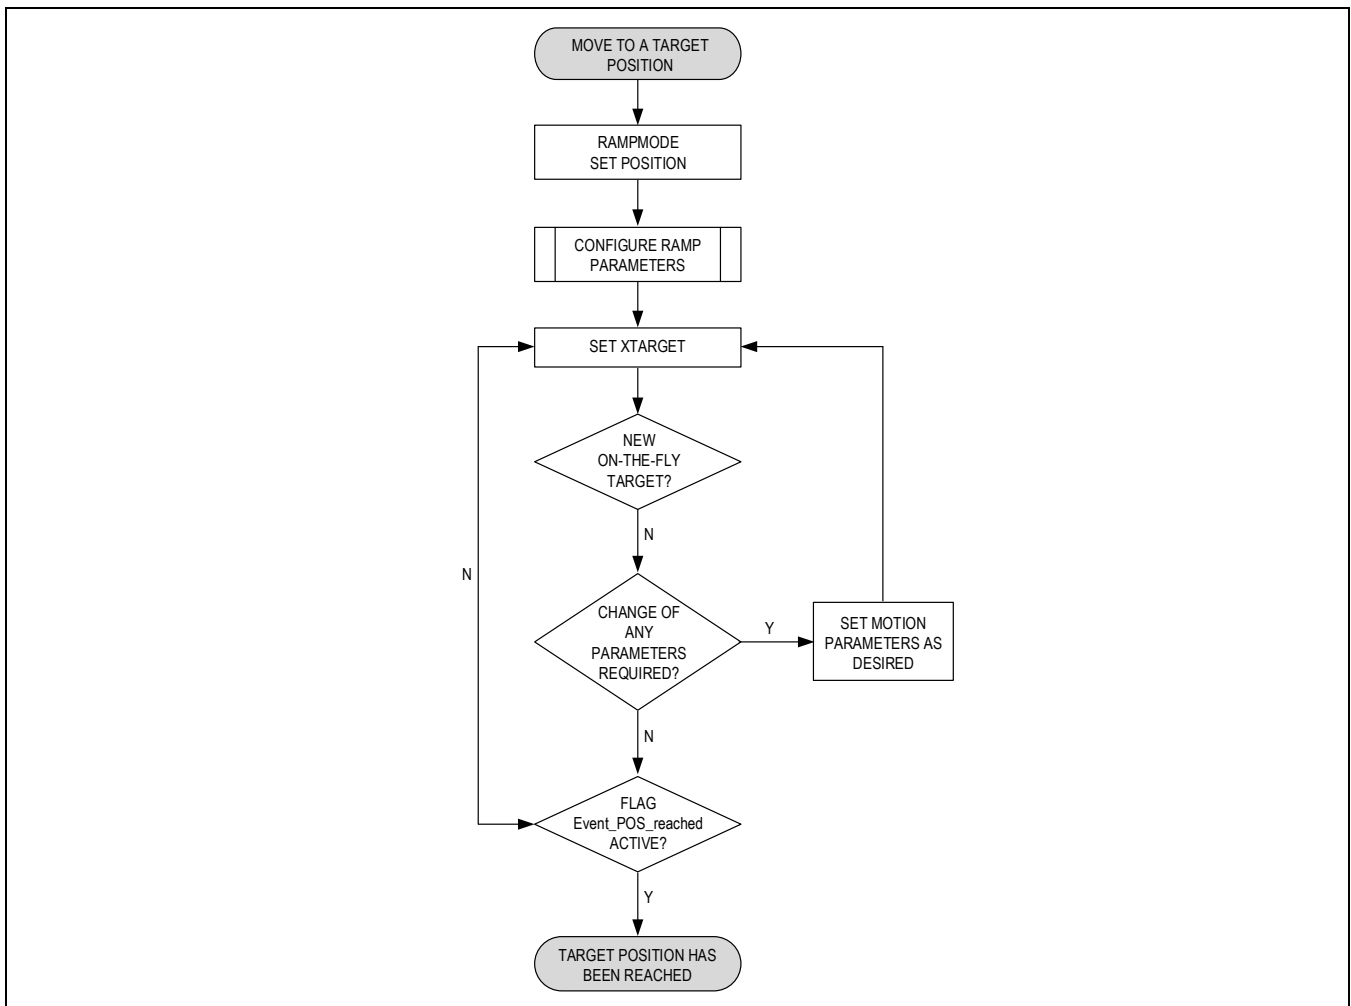 MOVE TO A TARGET
POSITION
RAMPMODE
SET POSITION
CONFIGURE RAMP
PARAMETERS
SET XTARGET
NEW
ON-THE-FLY
TARGET?
N
N
CHANGE OF
ANY
PARAMETERS
REQUIRED?
Y
SET MOTION
PARAMETERS AS
DESIRED
N
FLAG
Event_POS_reached
ACTIVE?
Y
TARGET POSITION HAS
BEEN REACHED